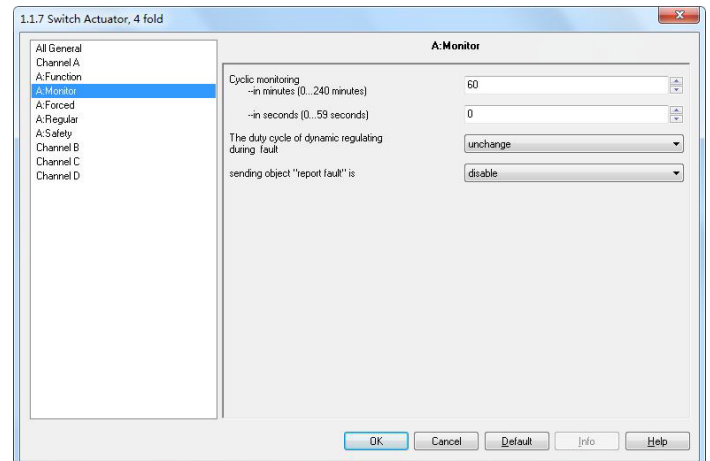 1.1.7 Switch Actuator, 4 fold
All General
Channel A
A:Function
A:Monitor
A:Forced
A:Regular
A:Safety
Channel B
Channel C
Channel D
A:Monitor
Cyclic monitoring
--in minutes (0...240 minutes)
60
--in seconds (0...59 seconds)
0
The duty cycle of dynamic regulating
during fault
unchange
sending object "report fault" is
disable
OK Cancel Default Info Help